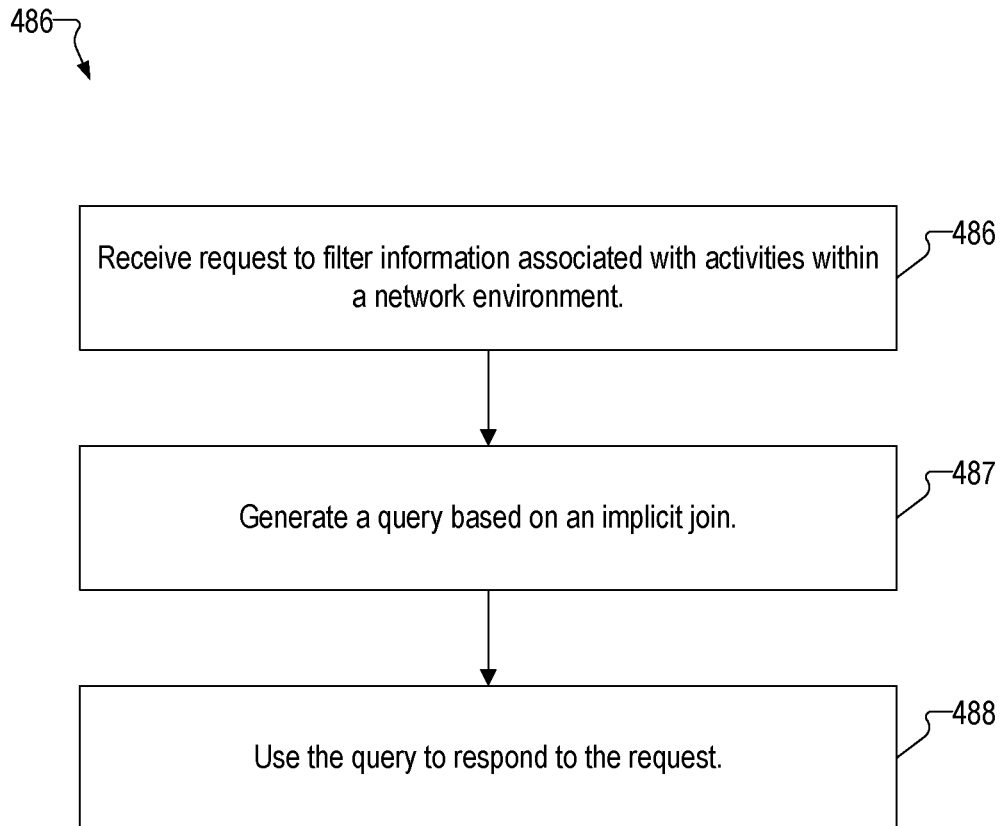 486
Receive request to filter information associated with activities within
a network environment.
486
Generate a query based on an implicit join.
487
Use the query to respond to the request.
488